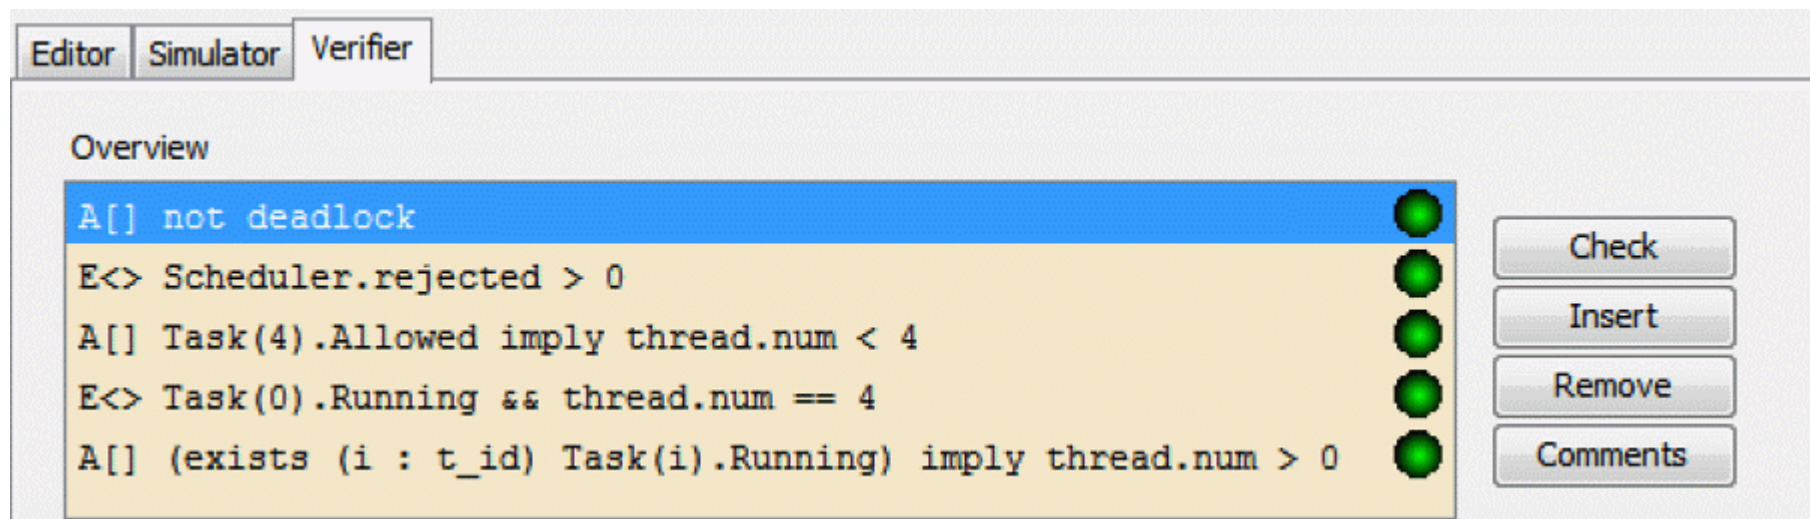 Editor Simulator Verifier
Overview
A[] not deadlock
E<> Scheduler.rejected > 0
A[] Task(4).Allowed imply thread.num < 4
E<> Task(0).Running && thread.num == 4
A[] (exists (i : t_id) Task(i).Running) imply thread.num > 0
Check
Insert
Remove
Comments